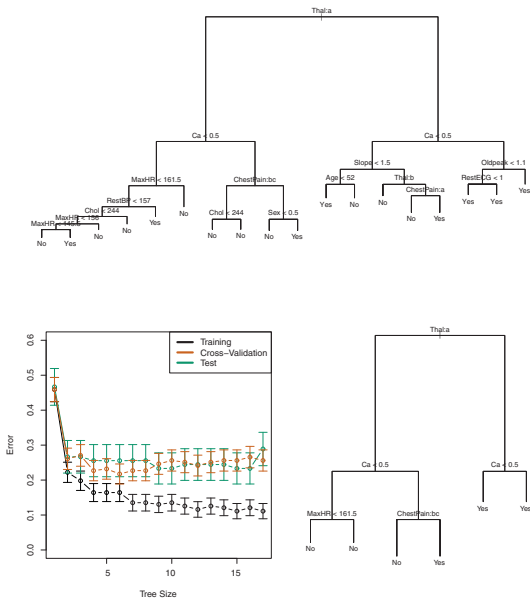 Thal:a
Ca < 0.5
Ca < 0.5
Slope < 1.5
Oldpeak < 1.1
MaxHR < 161.5
ChestPain:bc
Age < 52
Thal:b
RestECG < 1
ChestPain:a
Yes
No
No
Yes
Yes
Yes
No
Yes
RestBP < 157
No
Chol < 244
MaxHR < 156
Yes
Chol < 244
Sex < 0.5
MaxHR < 145.5
No
No
No
Yes
No
No
No
Yes
Training
Cross−Validation
Test
0.6
0.5
0.4
0.3
0.2
0.1
0.0
Error
5
10
15
Tree Size
Thal:a
Ca < 0.5
Ca < 0.5
MaxHR < 161.5
ChestPain:bc
Yes
Yes
No
No
No
Yes